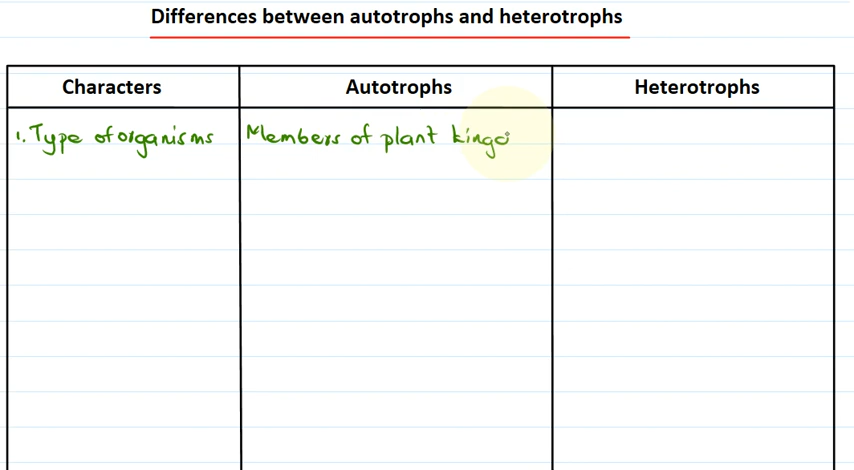 Differences between autotrophs and heterotrophs
Characters Autotrophs Heterotrophs
1. Type of organisms Members of plant